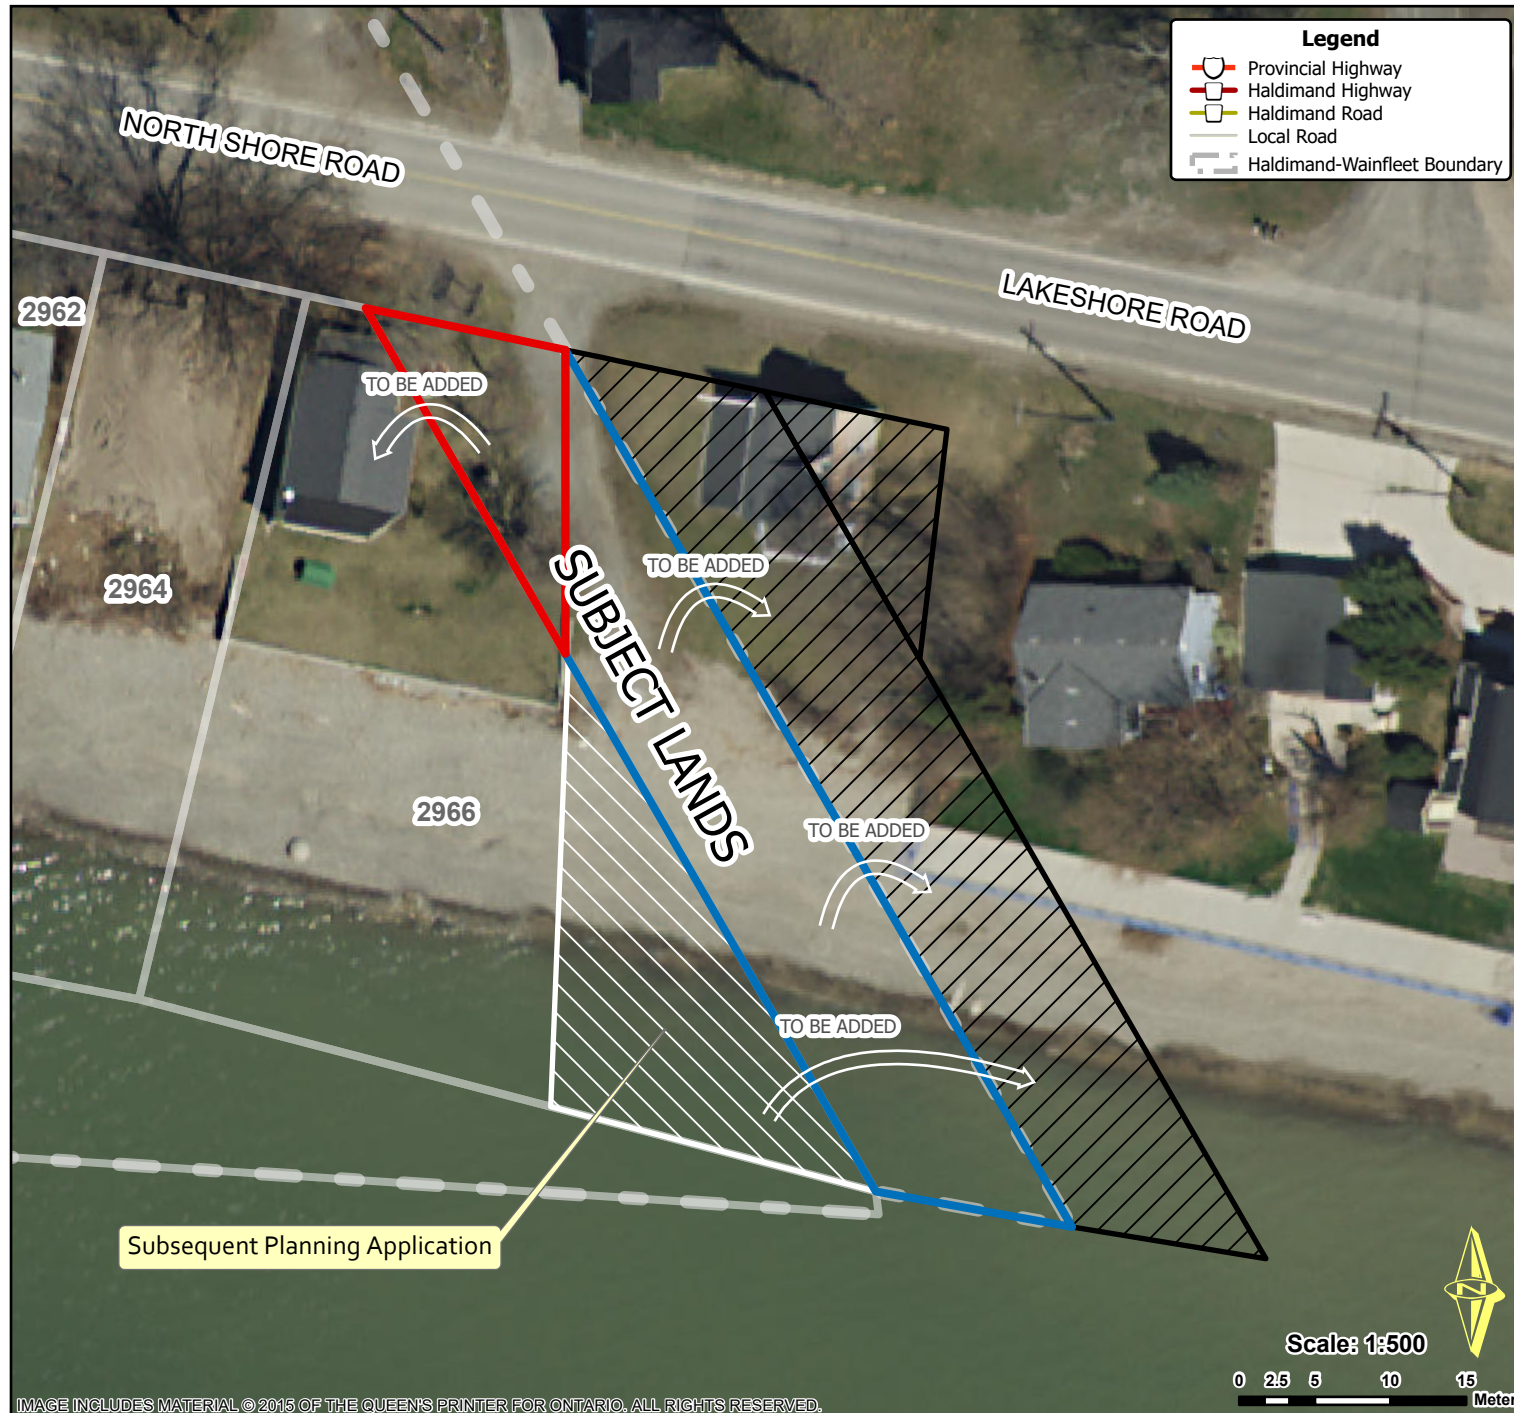 Legend
Provincial Highway
Haldimand Highway
Haldimand Road
Local Road
Haldimand-Wainfleet Boundary
NORTH SHORE ROAD
LAKESHORE ROAD
2962
TO BE ADDED
TO BE ADDED
2964
SUBJECT LANDS
2966
TO BE ADDED
TO BE ADDED
Subsequent Planning Application
N
Scale: 1:500
0 2.5 5 10 15
Meter
IMAGE INCLUDES MATERIAL © 2015 OF THE QUEEN'S PRINTER FOR ONTARIO. ALL RIGHTS RESERVED.